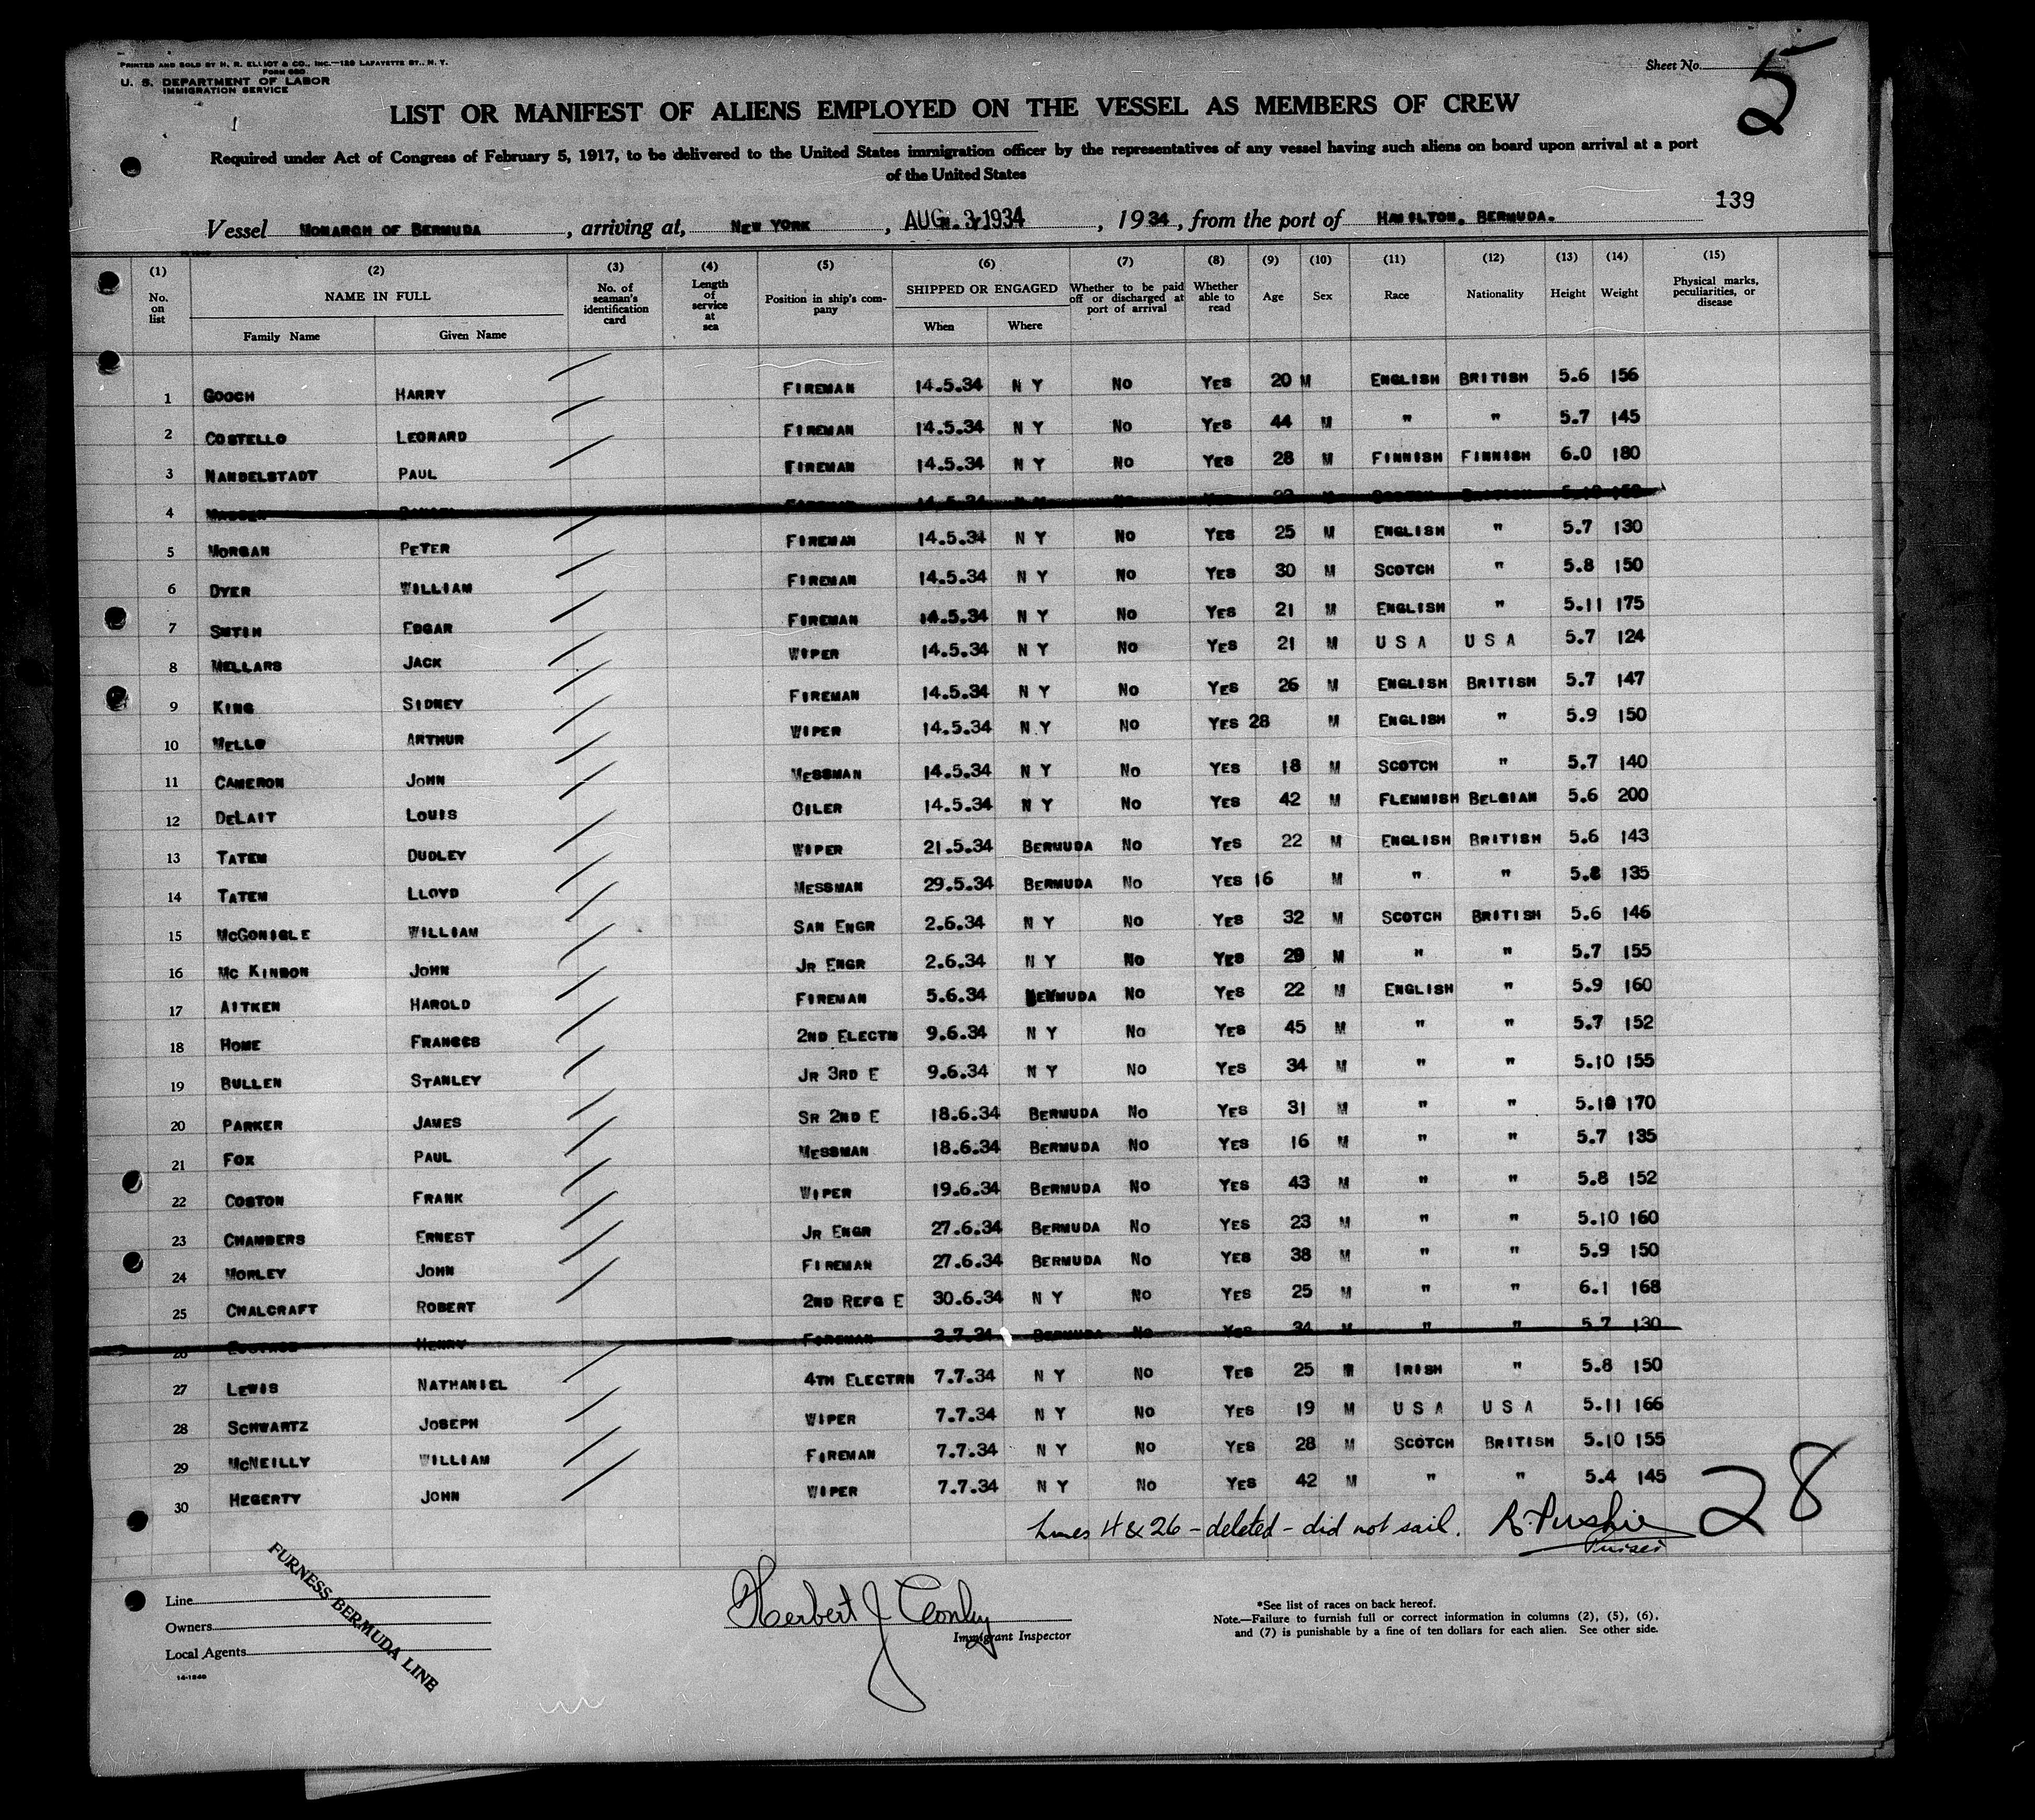 PRINTED AND SOLD BY H. R. ELLIOT & CO., INC.—129 LAFAYETTE ST., N. Y.
FORM 680
U. S. DEPARTMENT OF LABOR
IMMIGRATION SERVICE
Sheet No. 5
LIST OR MANIFEST OF ALIENS EMPLOYED ON THE VESSEL AS MEMBERS OF CREW
Required under Act of Congress of February 5, 1917, to be delivered to the United States immigration officer by the representatives of any vessel having such aliens on board upon arrival at a port
of the United States
139
Vessel MONARCH OF BERMUDA, arriving at, NEW YORK, AUG. 3, 1934, 1934, from the port of HAMILTON, BERMUDA.
(1) (2) (3) (4) (5) (6) (7) (8) (9) (10) (11) (12) (13) (14) (15)
No. on list NAME IN FULL No. of seaman's identification card Length of service at sea Position in ship's company SHIPPED OR ENGAGED Whether to be paid off or discharged at port of arrival Whether able to read Age Sex Race Nationality Height Weight Physical marks, peculiarities, or disease
Family Name Given Name When Where
1 GOOCH HARRY FIREMAN 14.5.34 N Y No YES 20 M ENGLISH BRITISH 5.6 156
2 COSTELLO LEONARD FIREMAN 14.5.34 N Y No YES 44 M " " 5.7 145
3 NANDELSTADT PAUL FIREMAN 14.5.34 N Y No YES 28 M FINNISH FINNISH 6.0 180
4 FIREMAN 14.5.34 N Y No YES M SCOTCH BRITISH
5 MORGAN PETER FIREMAN 14.5.34 N Y No YES 25 M ENGLISH " 5.7 130
6 DYER WILLIAM FIREMAN 14.5.34 N Y No YES 30 M SCOTCH " 5.8 150
7 SUTIN EDGAR FIREMAN 14.5.34 N Y No YES 21 M ENGLISH " 5.11 175
8 MELLARS JACK WIPER 14.5.34 N Y No YES 21 M U S A U S A 5.7 124
9 KING SIDNEY FIREMAN 14.5.34 N Y No YES 26 M ENGLISH BRITISH 5.7 147
10 MELLO ARTHUR WIPER 14.5.34 N.Y No YES 28 M ENGLISH " 5.9 150
11 CAMERON JOHN MESSMAN 14.5.34 N Y No YES 18 M SCOTCH " 5.7 140
12 DELAIT LOUIS OILER 14.5.34 N Y No YES 42 M FLEMMISH BELGIAN 5.6 200
13 TATEM DUDLEY WIPER 21.5.34 BERMUDA No YES 22 M ENGLISH BRITISH 5.6 143
14 TATEM LLOYD MESSMAN 29.5.34 BERMUDA No YES 16 M " " 5.8 135
15 McGONIGLE WILLIAM SAN ENGR 2.6.34 N Y No YES 32 M SCOTCH BRITISH 5.6 146
16 Mc KINNON JOHN JR ENGR 2.6.34 N Y No YES 29 M " " 5.7 155
17 AITKEN HAROLD FIREMAN 5.6.34 BERMUDA No YES 22 M ENGLISH " 5.9 160
18 HOME FRANCES 2ND ELECTN 9.6.34 N Y No YES 45 M " " 5.7 152
19 BULLEN STANLEY JR 3RD E 9.6.34 N Y No YES 34 M " " 5.10 155
20 PARKER JAMES SR 2ND E 18.6.34 BERMUDA No YES 31 M " " 5.10 170
21 FOX PAUL MESSMAN 18.6.34 BERMUDA No YES 16 M " " 5.7 135
22 COSTON FRANK WIPER 19.6.34 BERMUDA No YES 43 M " " 5.8 152
23 CHAMBERS ERNEST JR ENGR 27.6.34 BERMUDA No YES 23 M " " 5.10 160
24 MORLEY JOHN FIREMAN 27.6.34 BERMUDA No YES 38 M " " 5.9 150
25 CHALCRAFT ROBERT 2ND REFG E 30.6.34 N Y No YES 25 M " " 6.1 168
26 HENRY FOREMAN 3.7.34 BERMUDA No YES 34 M " " 5.7 130
27 LEWIS NATHANIEL 4TH ELECTRN 7.7.34 N Y No YES 25 M IRISH " 5.8 150
28 SCHWARTZ JOSEPH WIPER 7.7.34 N Y No YES 19 M U S A U S A 5.11 166
29 McNEILLY WILLIAM FIREMAN 7.7.34 N Y No YES 28 M SCOTCH BRITISH 5.10 155
30 HEGERTY JOHN WIPER 7.7.34 N Y No YES 42 M " " 5.4 145
Lines 4 & 26 - deleted - did not sail. 28
Purser
FURNESS-BERMUDA LINE
Line
Owners
Local Agents
14-1240
Herbert J Conley
Immigrant Inspector
*See list of races on back hereof.
Note.—Failure to furnish full or correct information in columns (2), (5), (6),
and (7) is punishable by a fine of ten dollars for each alien. See other side.